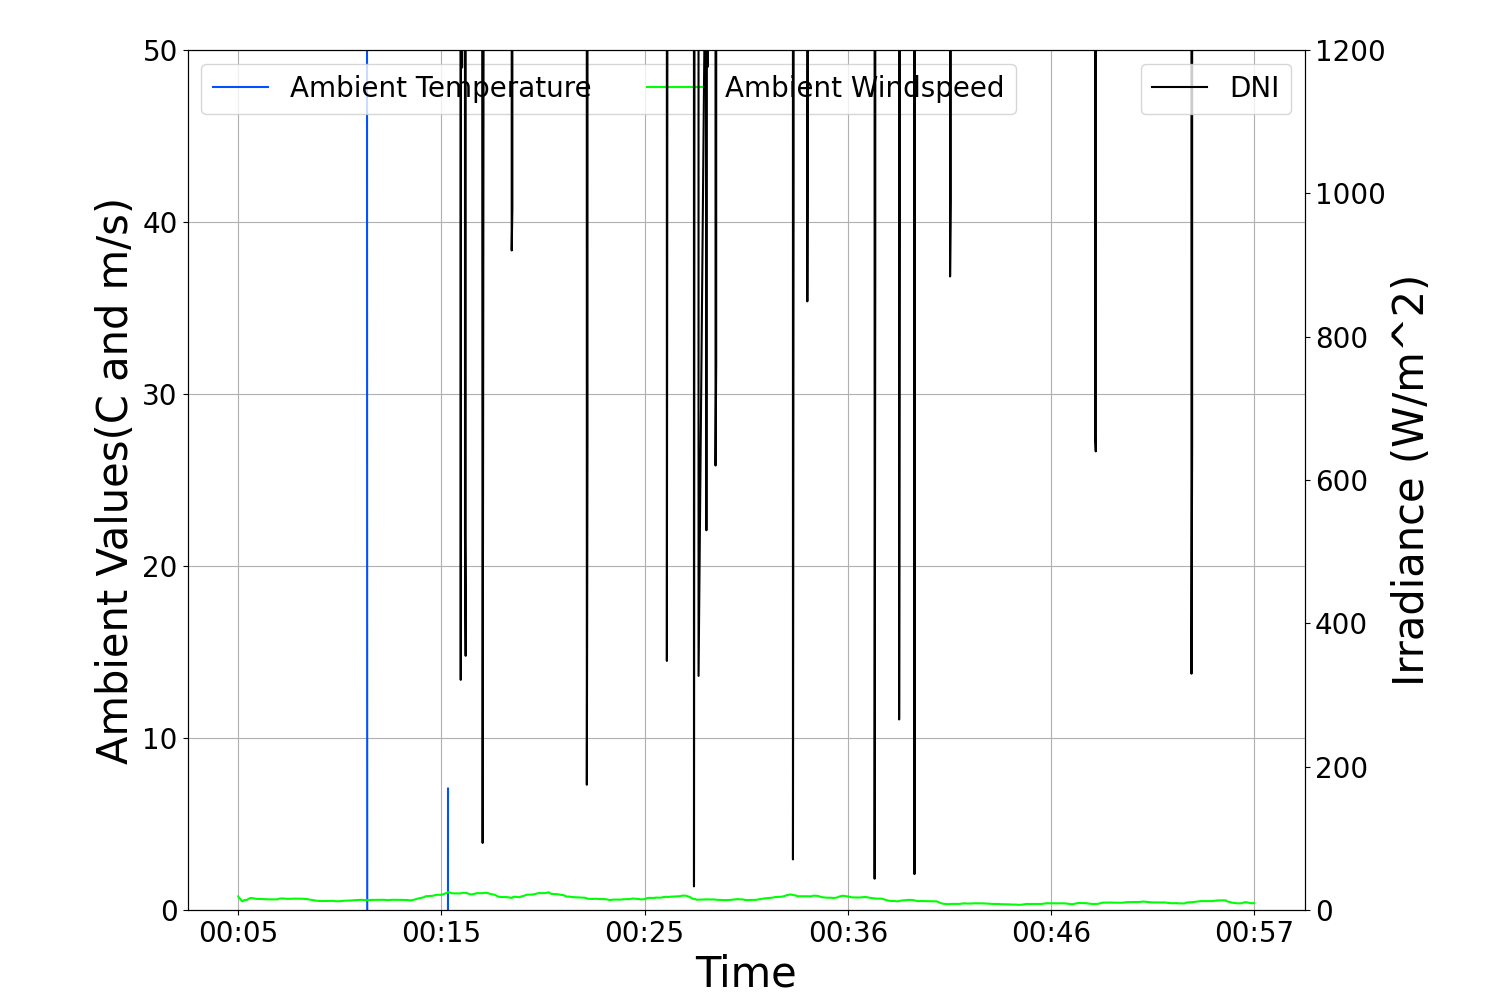 Ambient Temperature Ambient Windspeed DNI
Ambient Values(C and m/s)
50
40
30
20
10
0
1200
1000
800
600
400
200
0
Irradiance (W/m^2)
00:05 00:15 00:25 00:36 00:46 00:57
Time